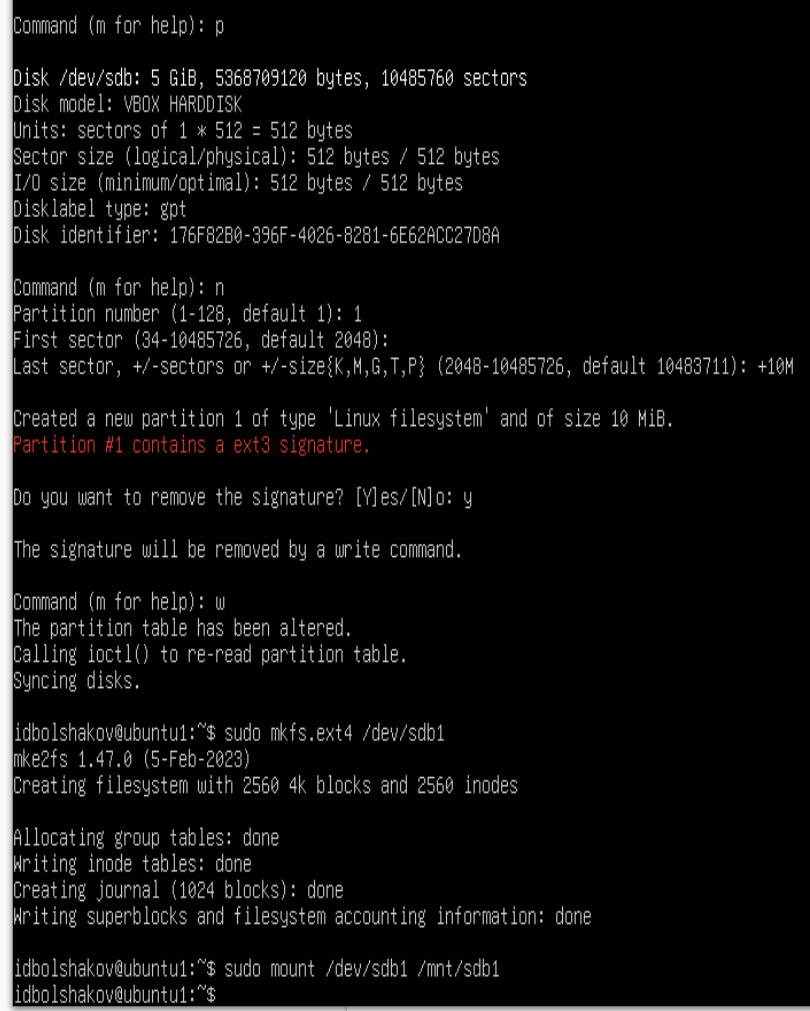 Command (m for help): p
Disk /dev/sdb: 5 GiB, 5368709120 bytes, 10485760 sectors
Disk model: VBOX HARDDISK
Units: sectors of 1 * 512 = 512 bytes
Sector size (logical/physical): 512 bytes / 512 bytes
I/O size (minimum/optimal): 512 bytes / 512 bytes
Disklabel type: gpt
Disk identifier: 176F82B0-396F-4026-8281-6E62ACC27D8A
Command (m for help): n
Partition number (1-128, default 1): 1
First sector (34-10485726, default 2048):
Last sector, +/-sectors or +/-size{K,M,G,T,P} (2048-10485726, default 10483711): +10M
Created a new partition 1 of type 'Linux filesystem' and of size 10 MiB.
Partition #1 contains a ext3 signature.
Do you want to remove the signature? [Y]es/[N]o: y
The signature will be removed by a write command.
Command (m for help): w
The partition table has been altered.
Calling ioctl() to re-read partition table.
Syncing disks.
idbolshakov@ubuntu1:~$ sudo mkfs.ext4 /dev/sdb1
mke2fs 1.47.0 (5-Feb-2023)
Creating filesystem with 2560 4k blocks and 2560 inodes
Allocating group tables: done
Writing inode tables: done
Creating journal (1024 blocks): done
Writing superblocks and filesystem accounting information: done
idbolshakov@ubuntu1:~$ sudo mount /dev/sdb1 /mnt/sdb1
idbolshakov@ubuntu1:~$